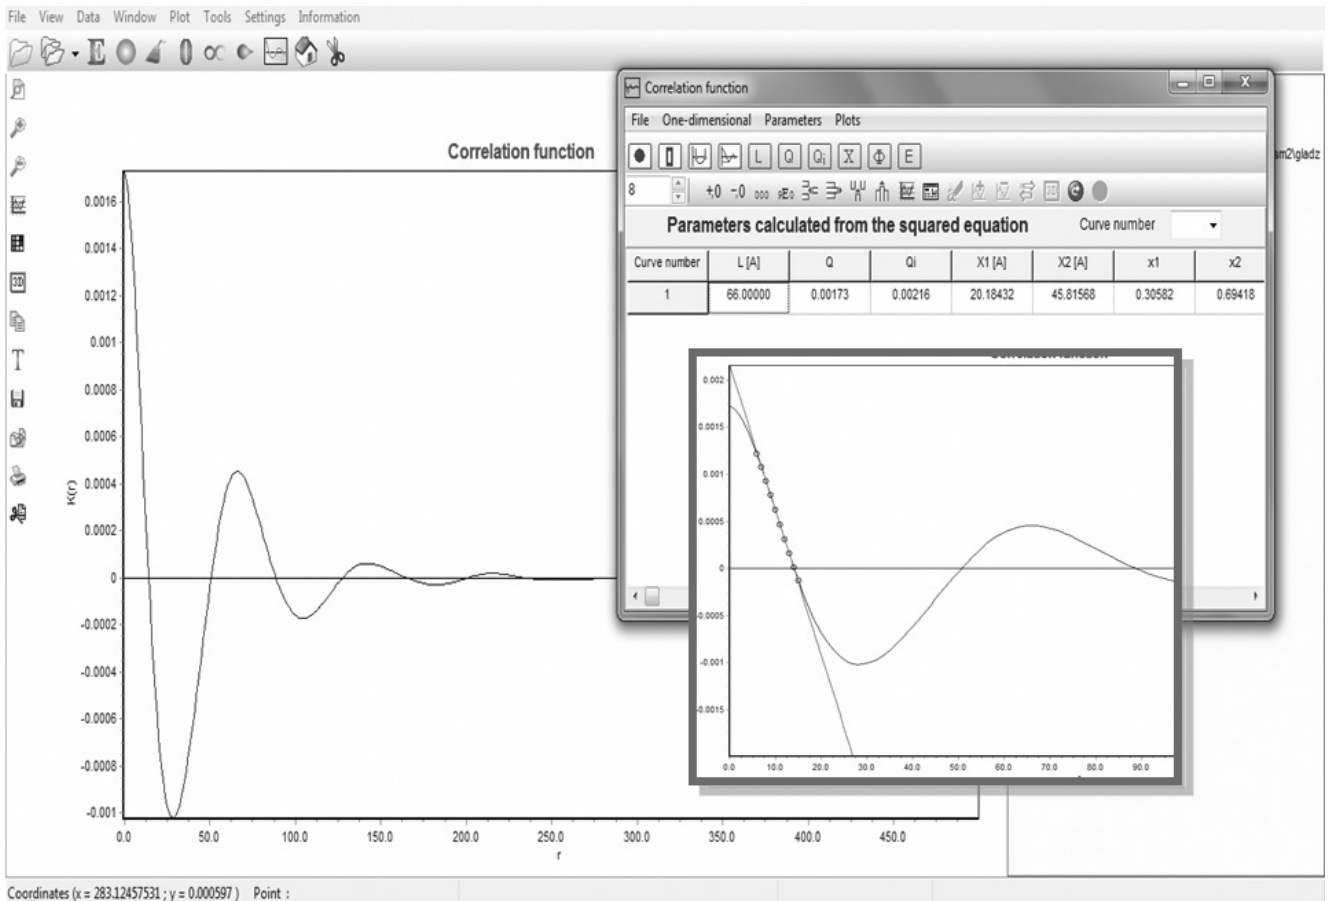 File View Data Window Plot Tools Settings Information
Correlation function
0.0016
0.0014
0.0012
0.001
0.0008
0.0006
0.0004
0.0002
0
-0.0002
-0.0004
-0.0006
-0.0008
-0.001
K(r)
0.0 50.0 100.0 150.0 200.0 250.0 300.0 350.0 400.0 450.0
r
3D
T
sm2\gladz
Correlation function
File One-dimensional Parameters Plots
L Q Qi X Φ E
8 +,0 -,0 000
Parameters calculated from the squared equation Curve number
Curve number L [A] Q Qi X1 [A] X2 [A] x1 x2
1 66.00000 0.00173 0.00216 20.18432 45.81568 0.30582 0.69418
0.002
0.0015
0.001
0.0005
0
0.0005
-0.001
0.0015
0.0 10.0 20.0 30.0 40.0 50.0 60.0 70.0 80.0 90.0
Coordinates (x = 283.12457531 ; y = 0.000597 ) Point :